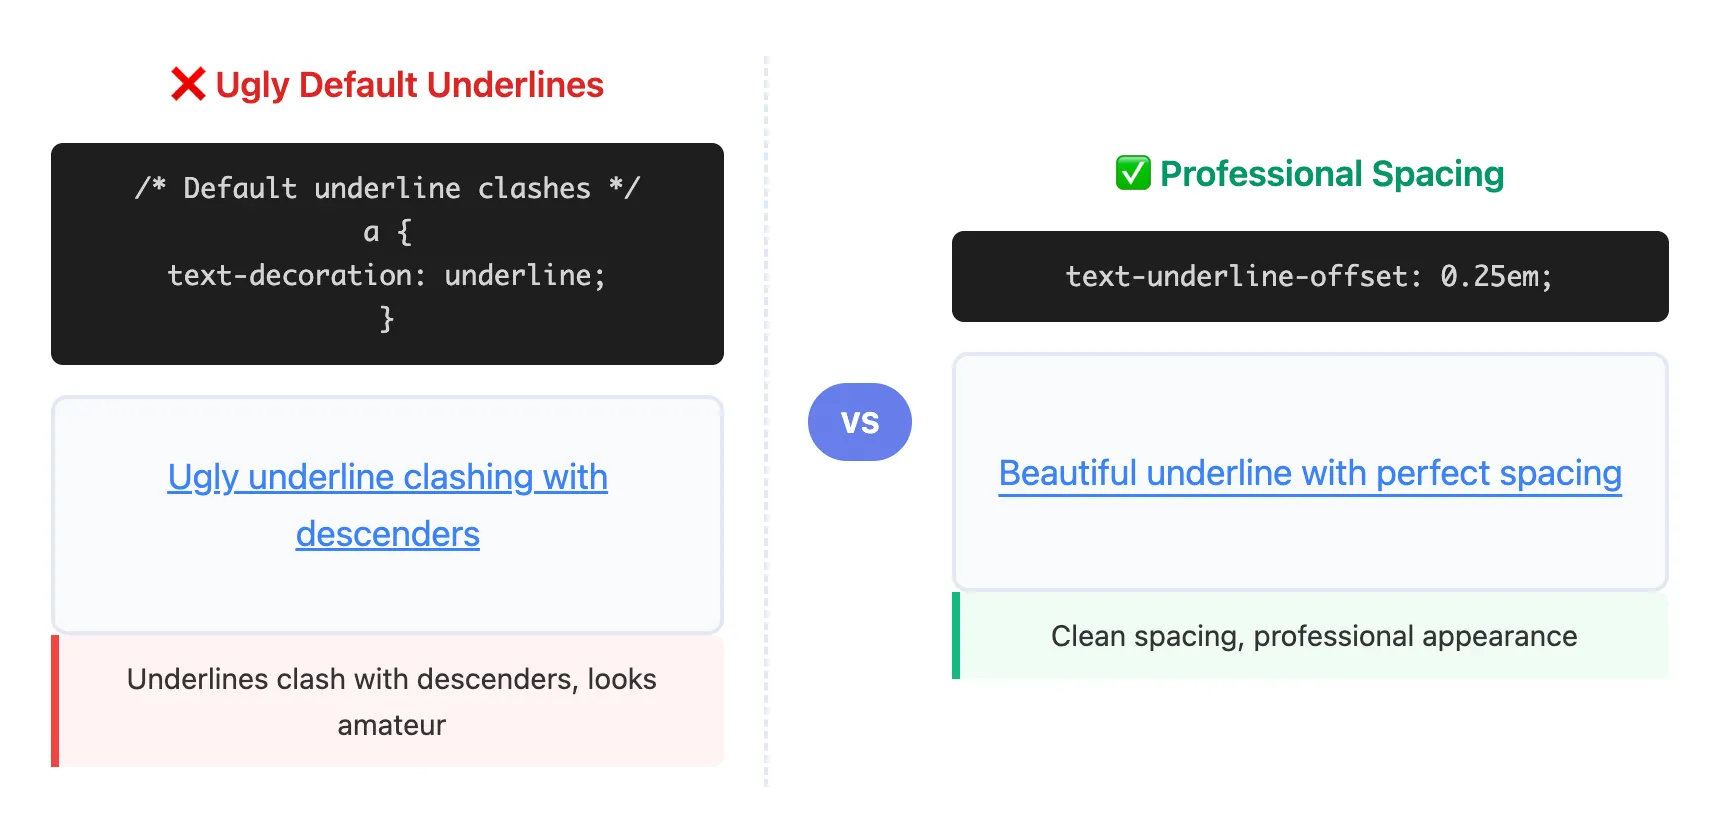 ❌ Ugly Default Underlines
/* Default underline clashes */
a {
text-decoration: underline;
}
Ugly underline clashing with
descenders
Underlines clash with descenders, looks
amateur
VS
✅ Professional Spacing
text-underline-offset: 0.25em;
Beautiful underline with perfect spacing
Clean spacing, professional appearance